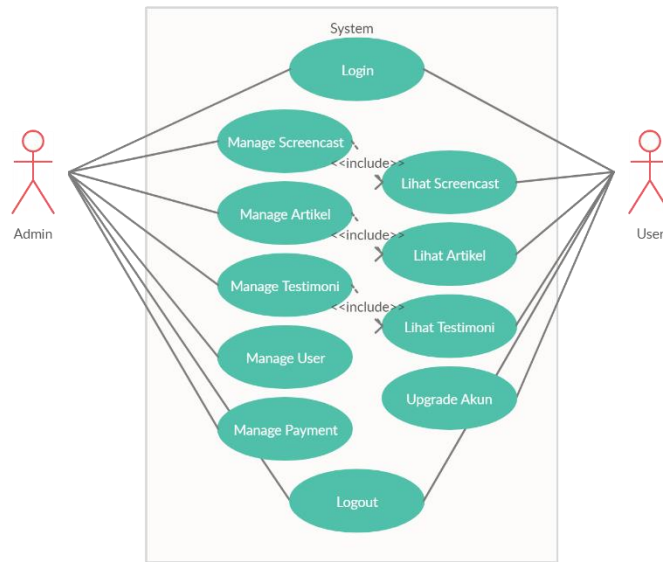 System
Login
Manage Screencast
<<include>>
Lihat Screencast
Manage Artikel
<<include>>
Lihat Artikel
Manage Testimoni
<<include>>
Lihat Testimoni
Manage User
Upgrade Akun
Manage Payment
Logout
Admin
User